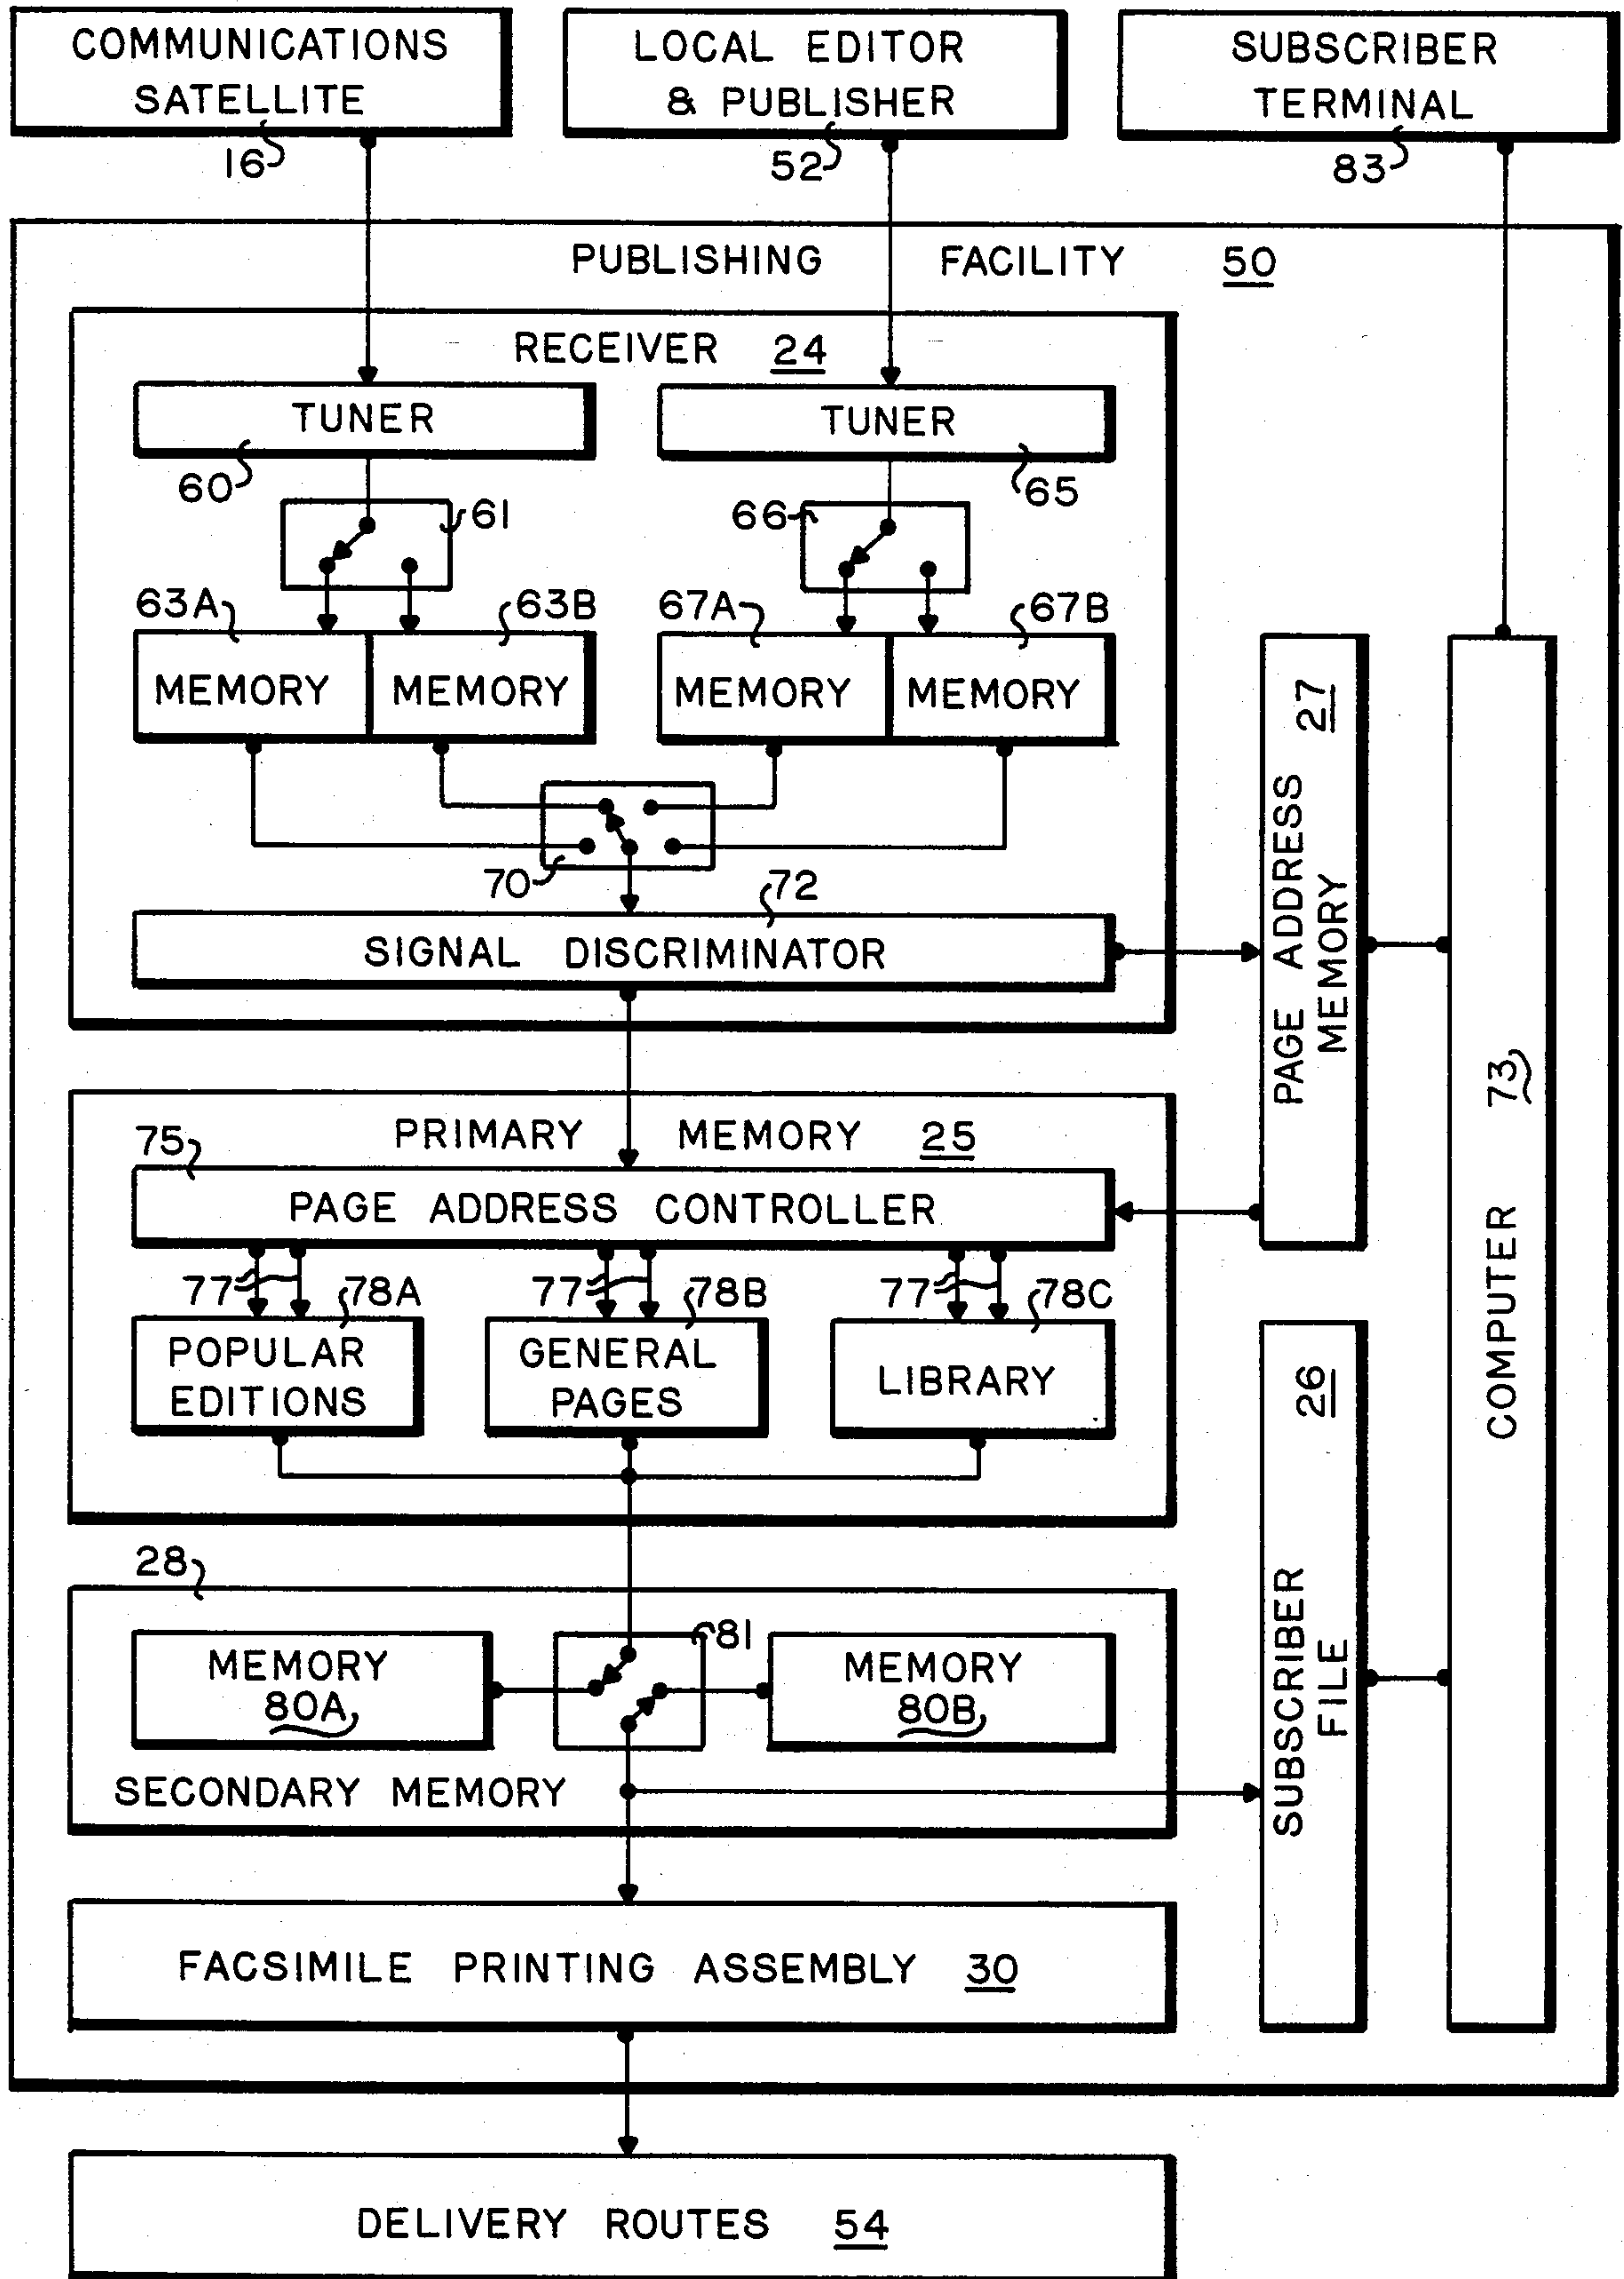 COMMUNICATIONS
SATELLITE
16
LOCAL EDITOR
& PUBLISHER
52
SUBSCRIBER
TERMINAL
83
PUBLISHING FACILITY 50
RECEIVER 24
TUNER
60
TUNER
65
61
66
63A
63B
67A
67B
MEMORY
MEMORY
MEMORY
MEMORY
70
72
SIGNAL DISCRIMINATOR
PAGE ADDRESS
MEMORY
27
COMPUTER 73
PRIMARY MEMORY 25
75
PAGE ADDRESS CONTROLLER
77
78A
77
78B
77
78C
POPULAR
EDITIONS
GENERAL
PAGES
LIBRARY
28
81
MEMORY
80A
MEMORY
80B
SECONDARY MEMORY
SUBSCRIBER
FILE
26
FACSIMILE PRINTING ASSEMBLY 30
DELIVERY ROUTES 54